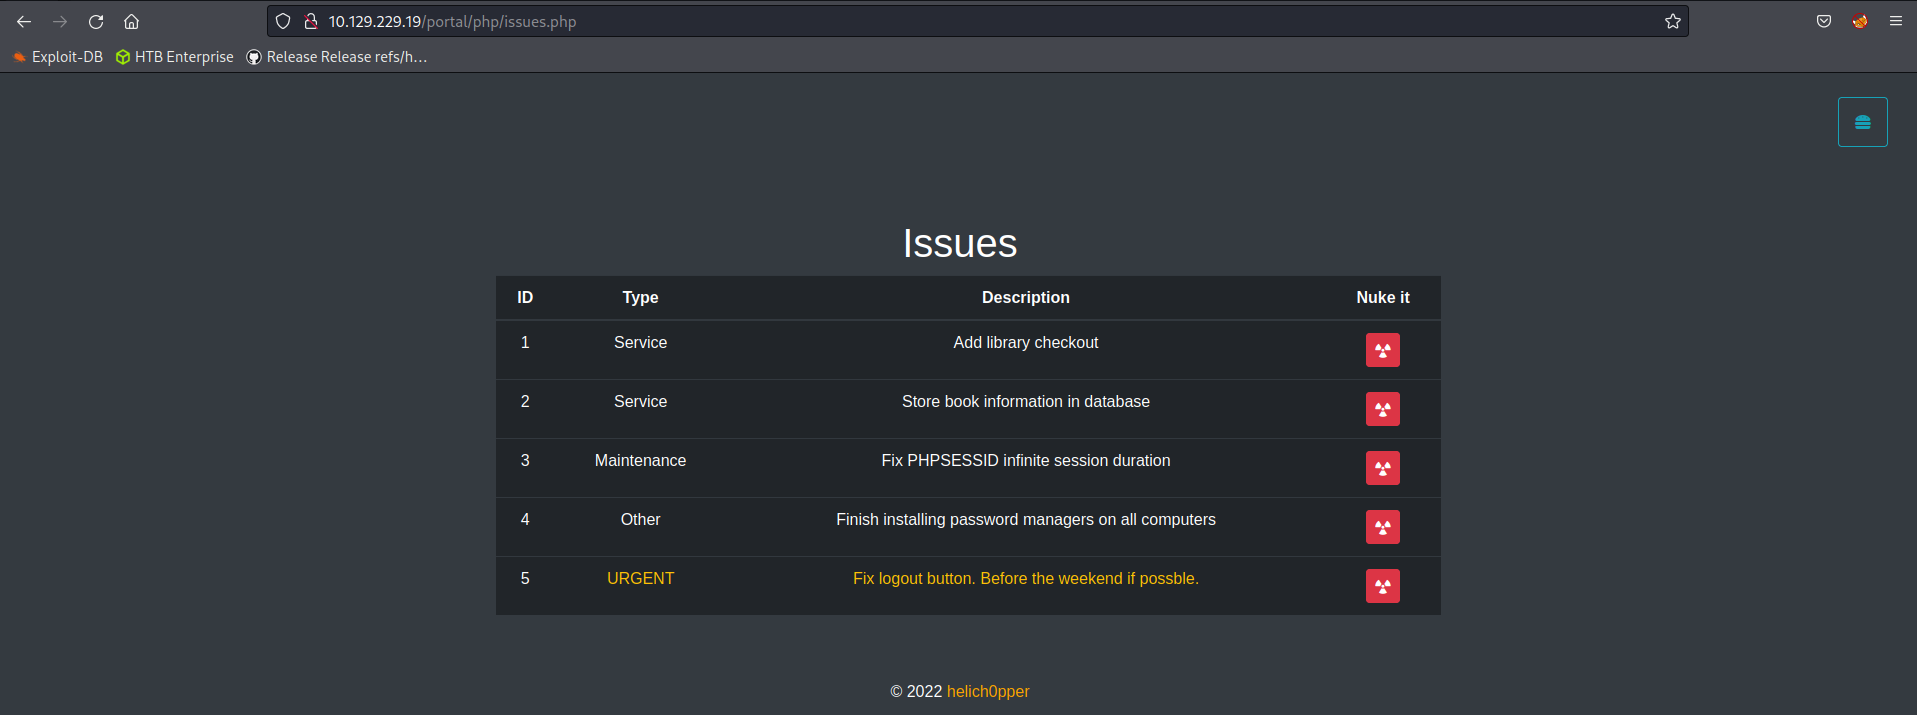 10.129.229.19/portal/php/issues.php
Exploit-DB HTB Enterprise Release Release refs/h…
Issues
ID Type Description Nuke it
1 Service Add library checkout
2 Service Store book information in database
3 Maintenance Fix PHPSESSID infinite session duration
4 Other Finish installing password managers on all computers
5 URGENT Fix logout button. Before the weekend if possble.
© 2022 helich0pper